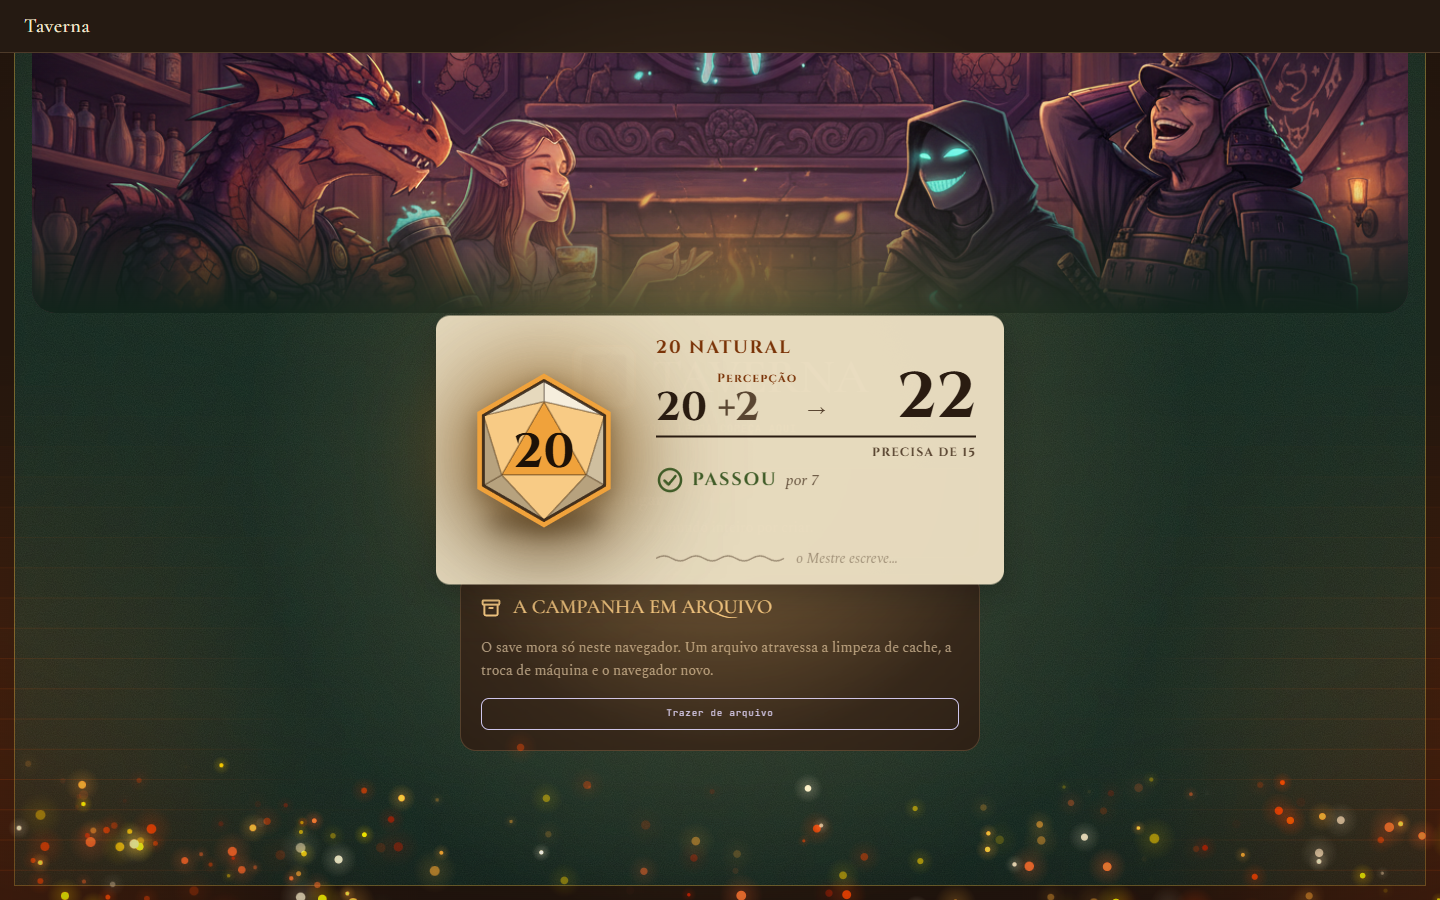 Taverna
20 NATURAL
Percepção
20 +2 → 22
PRECISA DE 15
20
PASSOU por 7
o Mestre escreve...
A CAMPANHA EM ARQUIVO
O save mora só neste navegador. Um arquivo atravessa a limpeza de cache, a
troca de máquina e o navegador novo.
Trazer de arquivo